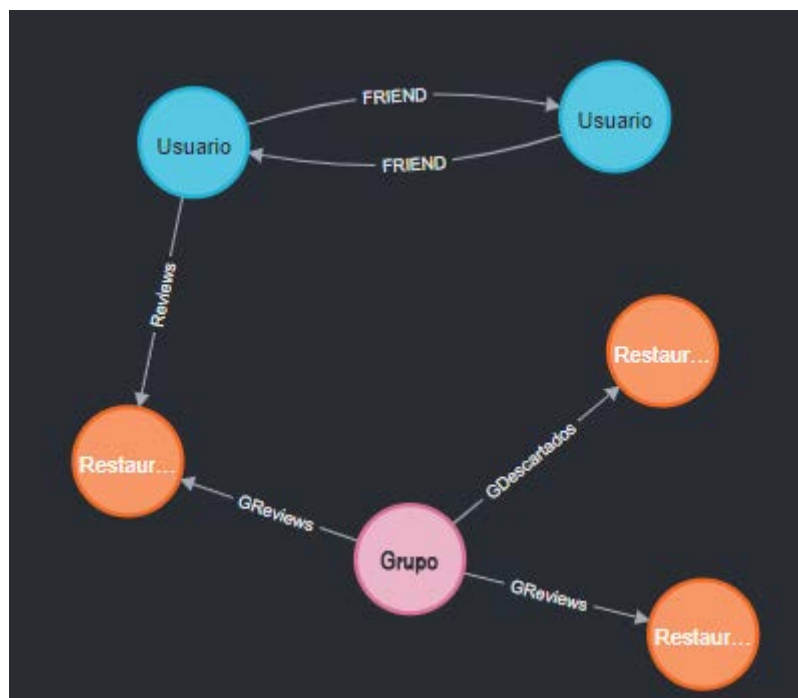 FRIEND
Usuario
Usuario
FRIEND
Reviews
Restaur...
Restaur...
GDescartados
GReviews
Grupo
GReviews
Restaur...